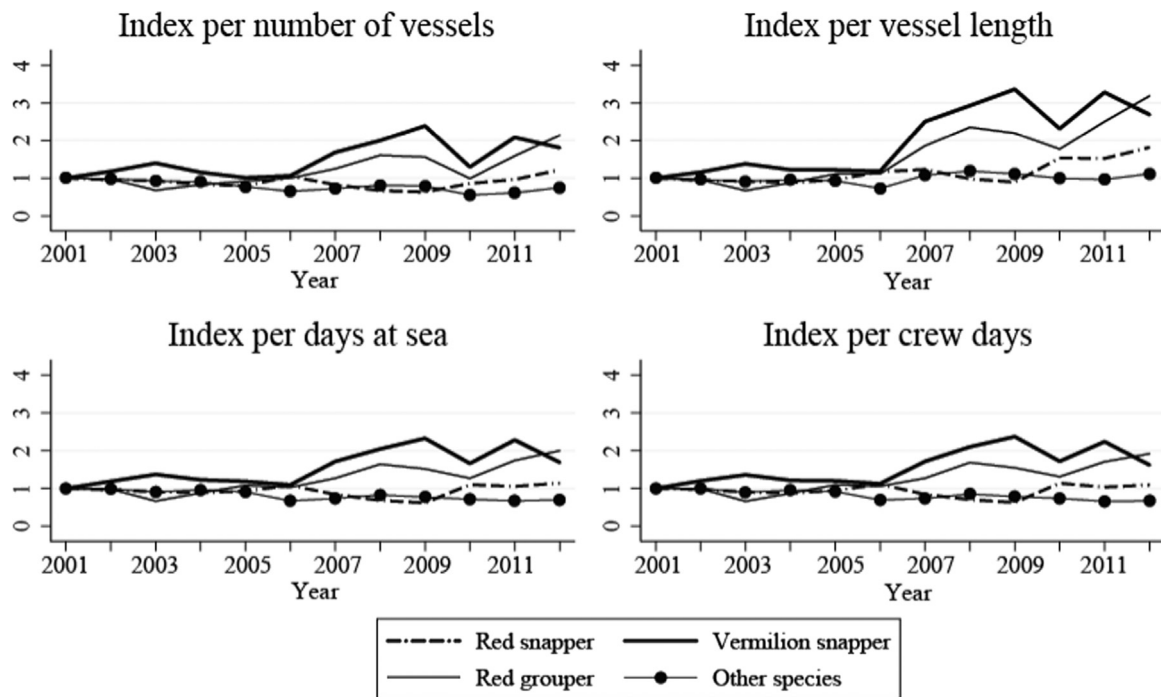 Index per number of vessels
4
3
2
1
0
2001 2003 2005 2007 2009 2011
Year
Index per vessel length
4
3
2
1
0
2001 2003 2005 2007 2009 2011
Year
Index per days at sea
4
3
2
1
0
2001 2003 2005 2007 2009 2011
Year
Index per crew days
4
3
2
1
0
2001 2003 2005 2007 2009 2011
Year
Red snapper Vermilion snapper
Red grouper Other species